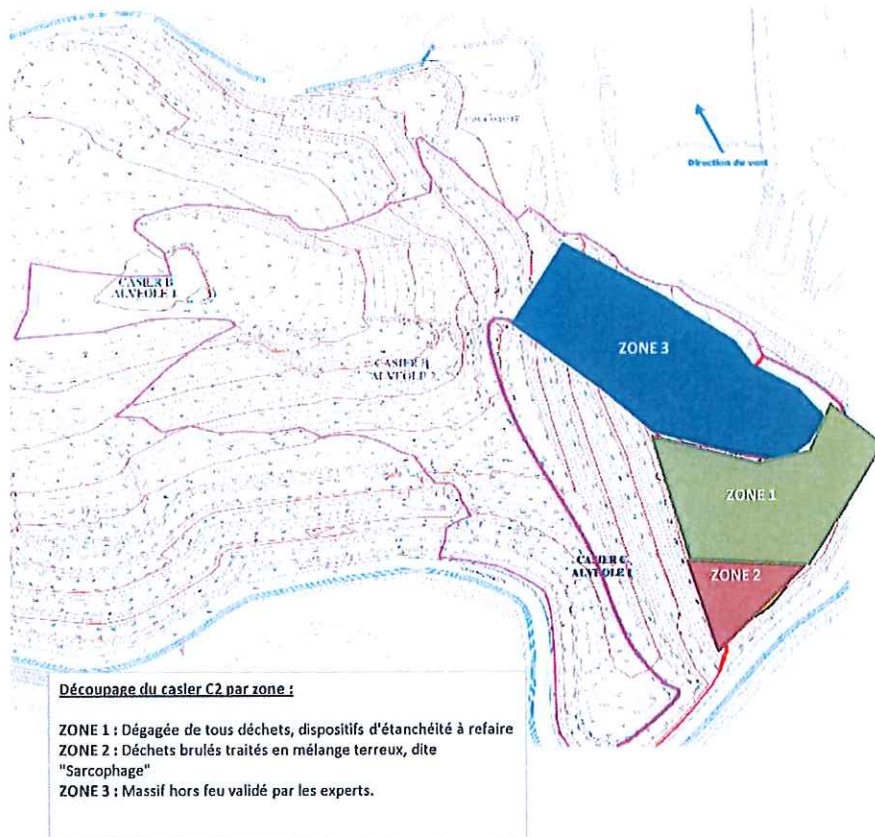 Direction du vent
CASIER B
ALVEOLE 1
ZONE 3
CASIER B
ALVEOLE 2
ZONE 1
CASIER C
ALVEOLE 1
ZONE 2
Découpage du casier C2 par zone :
ZONE 1 : Dégagée de tous déchets, dispositifs d'étanchéité à refaire
ZONE 2 : Déchets brulés traités en mélange terreux, dite
"Sarcophage"
ZONE 3 : Massif hors feu validé par les experts.